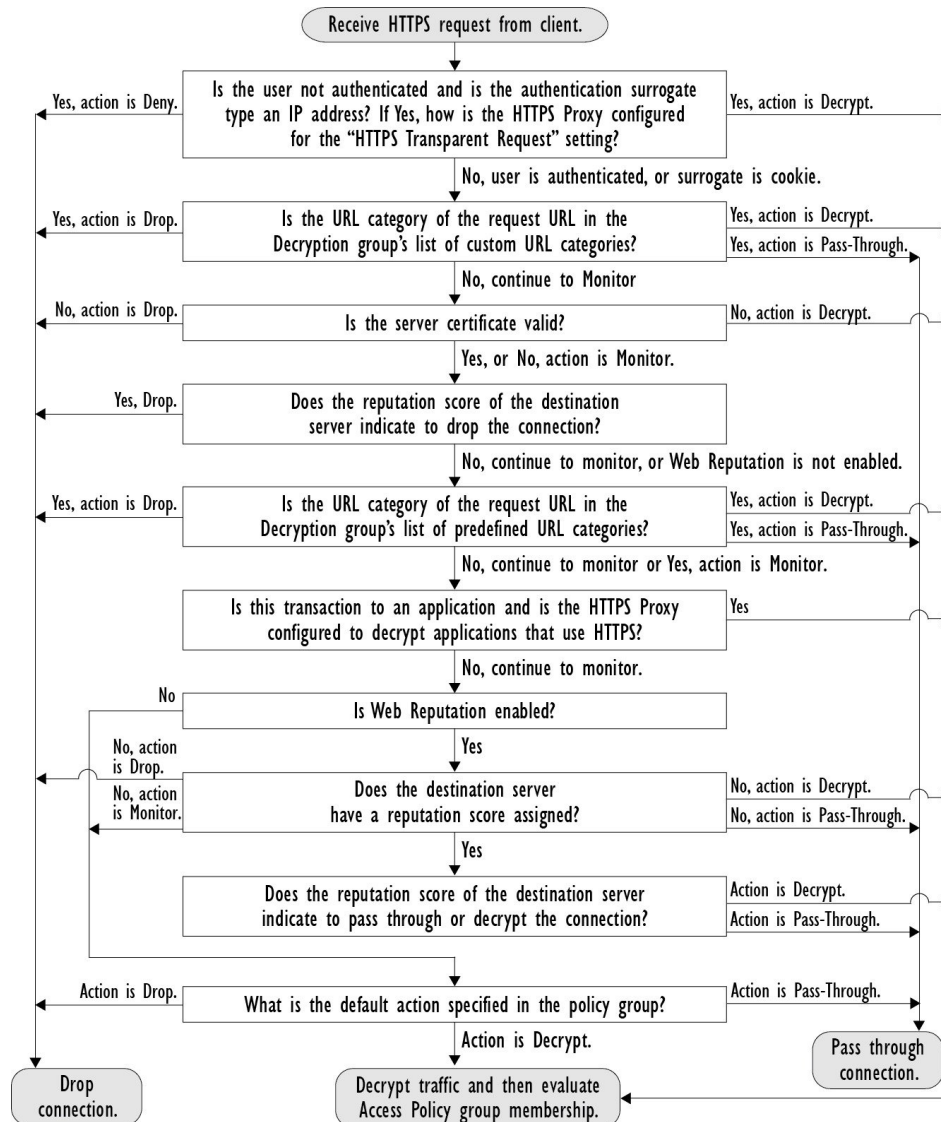 Receive HTTPS request from client.
Yes, action is Deny.
Is the user not authenticated and is the authentication surrogate
type an IP address? If Yes, how is the HTTPS Proxy configured
for the “HTTPS Transparent Request” setting?
Yes, action is Decrypt.
No, user is authenticated, or surrogate is cookie.
Yes, action is Drop.
Is the URL category of the request URL in the
Decryption group’s list of custom URL categories?
Yes, action is Decrypt.
Yes, action is Pass-Through.
No, continue to Monitor
No, action is Drop.
Is the server certificate valid?
No, action is Decrypt.
Yes, or No, action is Monitor.
Yes, Drop.
Does the reputation score of the destination
server indicate to drop the connection?
No, continue to monitor, or Web Reputation is not enabled.
Yes, action is Drop.
Is the URL category of the request URL in the
Decryption group’s list of predefined URL categories?
Yes, action is Decrypt.
Yes, action is Pass-Through.
No, continue to monitor or Yes, action is Monitor.
Is this transaction to an application and is the HTTPS Proxy
configured to decrypt applications that use HTTPS?
Yes
No, continue to monitor.
No
Is Web Reputation enabled?
Yes
No, action
is Drop.
No, action
is Monitor.
Does the destination server
have a reputation score assigned?
No, action is Decrypt.
No, action is Pass-Through.
Yes
Does the reputation score of the destination server
indicate to pass through or decrypt the connection?
Action is Decrypt.
Action is Pass-Through.
Action is Drop.
What is the default action specified in the policy group?
Action is Pass-Through.
Action is Decrypt.
Drop
connection.
Decrypt traffic and then evaluate
Access Policy group membership.
Pass through
connection.